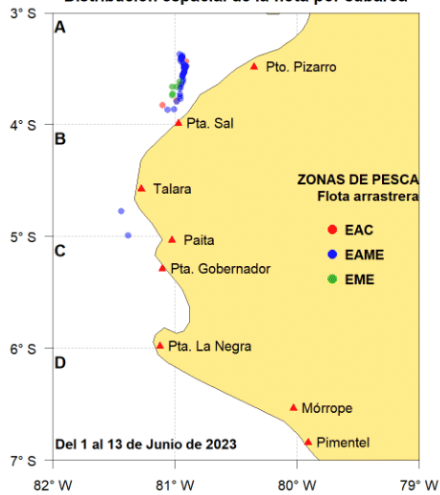 Distribución espacial de la flota por subárea
3° S
A
Pto. Pizarro
4° S
Pta. Sal
B
ZONAS DE PESCA
Flota arrastrera
Talara
EAC
EAME
EME
5° S
Paita
C
Pta. Gobernador
6° S
Pta. La Negra
D
Mórrope
Del 1 al 13 de Junio de 2023
Pimentel
7° S
82° W 81° W 80° W 79° W